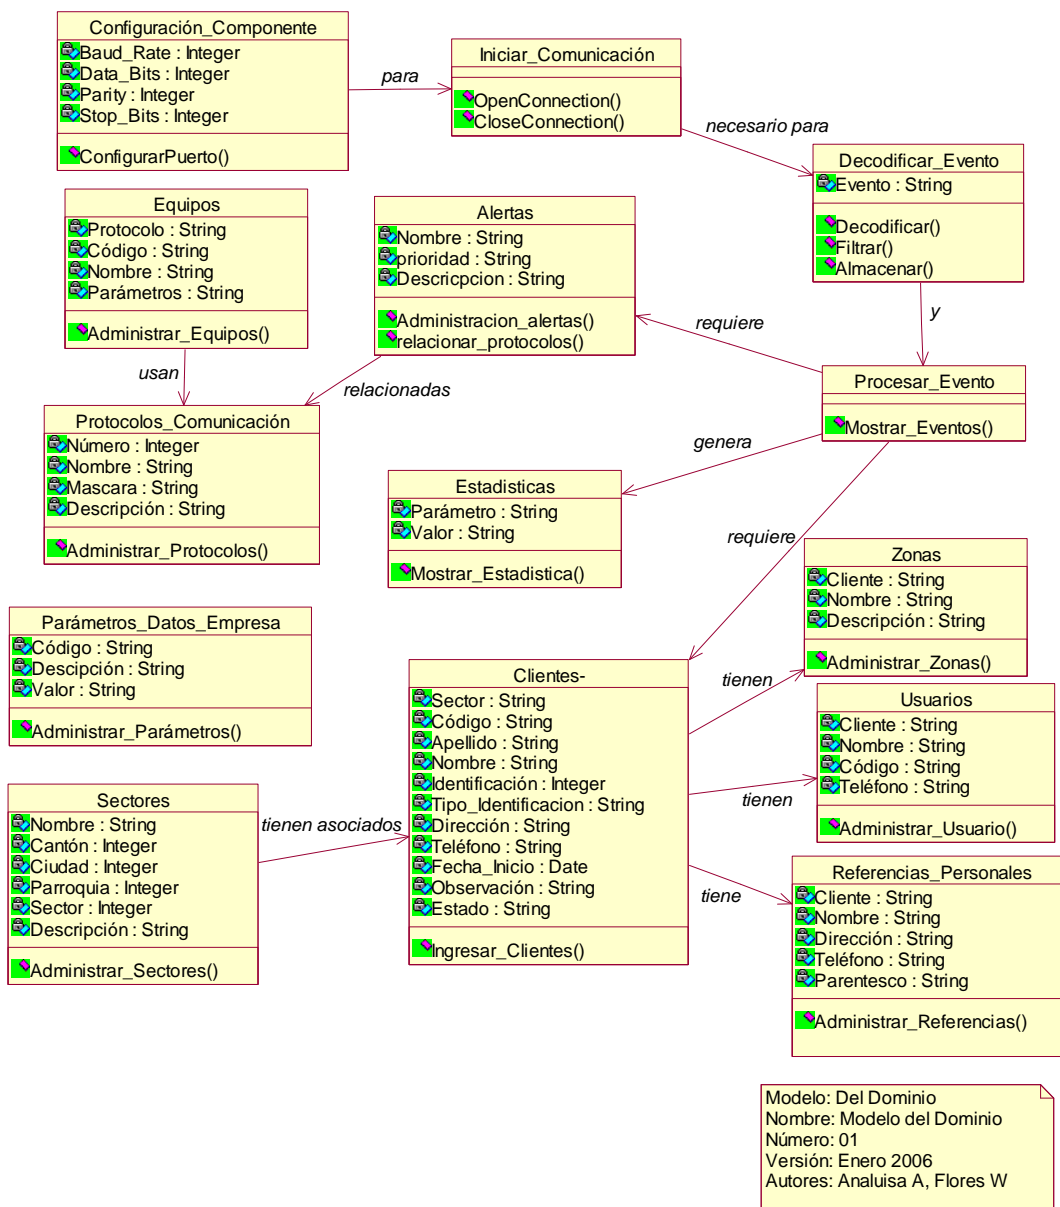 Configuración_Componente
Baud_Rate : Integer
Data_Bits : Integer
Parity : Integer
Stop_Bits : Integer
ConfigurarPuerto()
para
Iniciar_Comunicación
OpenConnection()
CloseConnection()
necesario para
Decodificar_Evento
Evento : String
Decodificar()
Filtrar()
Almacenar()
Equipos
Protocolo : String
Código : String
Nombre : String
Parámetros : String
Administrar_Equipos()
Alertas
Nombre : String
prioridad : String
Descricpcion : String
Administracion_alertas()
relacionar_protocolos()
requiere
y
usan
relacionadas
Procesar_Evento
Mostrar_Eventos()
Protocolos_Comunicación
Número : Integer
Nombre : String
Mascara : String
Descripción : String
Administrar_Protocolos()
genera
Estadisticas
Parámetro : String
Valor : String
Mostrar_Estadistica()
requiere
Zonas
Cliente : String
Nombre : String
Descripción : String
Administrar_Zonas()
Parámetros_Datos_Empresa
Código : String
Descipción : String
Valor : String
Administrar_Parámetros()
Clientes-
Sector : String
Código : String
Apellido : String
Nombre : String
Identificación : Integer
Tipo_Identificacion : String
Dirección : String
Teléfono : String
Fecha_Inicio : Date
Observación : String
Estado : String
Ingresar_Clientes()
tienen
Usuarios
Cliente : String
Nombre : String
Código : String
Teléfono : String
Administrar_Usuario()
tienen
Sectores
Nombre : String
Cantón : Integer
Ciudad : Integer
Parroquia : Integer
Sector : Integer
Descripción : String
Administrar_Sectores()
tienen asociados
tiene
Referencias_Personales
Cliente : String
Nombre : String
Dirección : String
Teléfono : String
Parentesco : String
Administrar_Referencias()
Modelo: Del Dominio
Nombre: Modelo del Dominio
Número: 01
Versión: Enero 2006
Autores: Analuisa A, Flores W